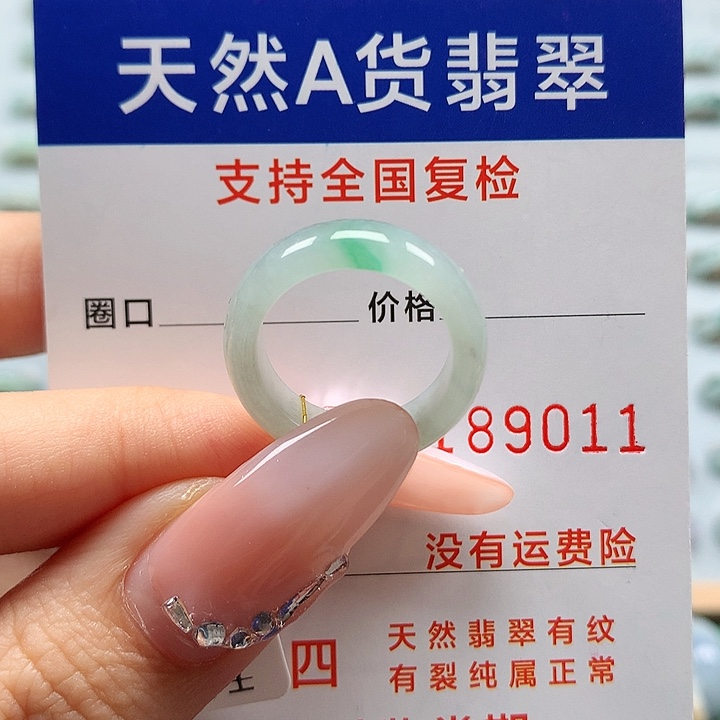 天然A货翡翠
支持全国复检
圈口 价格
189011
没有运费险
四
天然翡翠有纹
有裂纯属正常